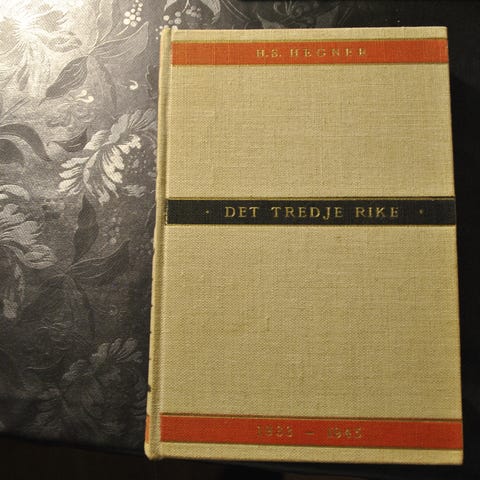 H.S. HEGNER
· DET TREDJE RIKE ·
1933 – 1945